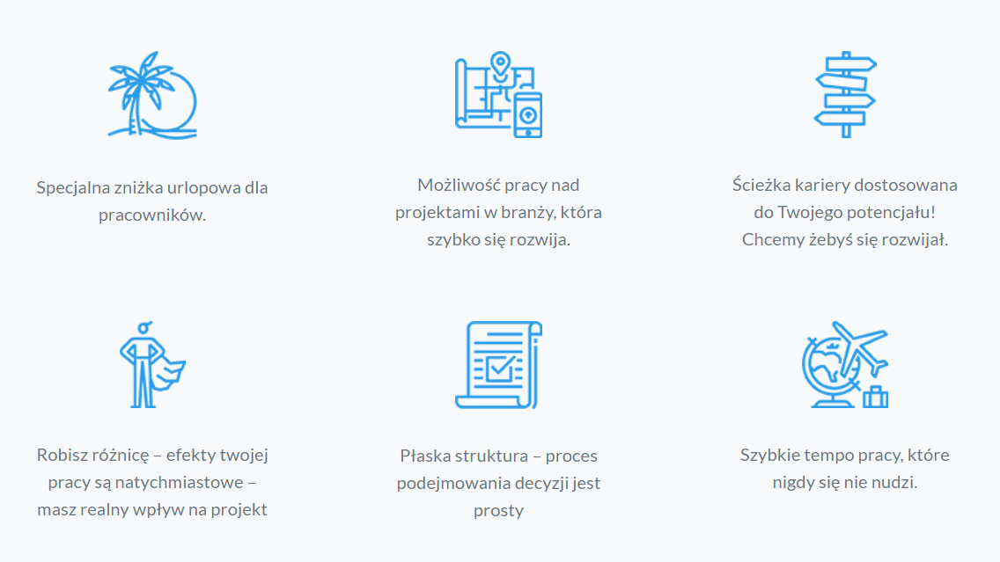 Specjalna zniżka urlopowa dla
pracowników.
Możliwość pracy nad
projektami w branży, która
szybko się rozwija.
Ścieżka kariery dostosowana
do Twojego potencjału!
Chcemy żebyś się rozwijał.
Robisz różnicę – efekty twojej
pracy są natychmiastowe –
masz realny wpływ na projekt
Płaska struktura – proces
podejmowania decyzji jest
prosty
Szybkie tempo pracy, które
nigdy się nie nudzi.